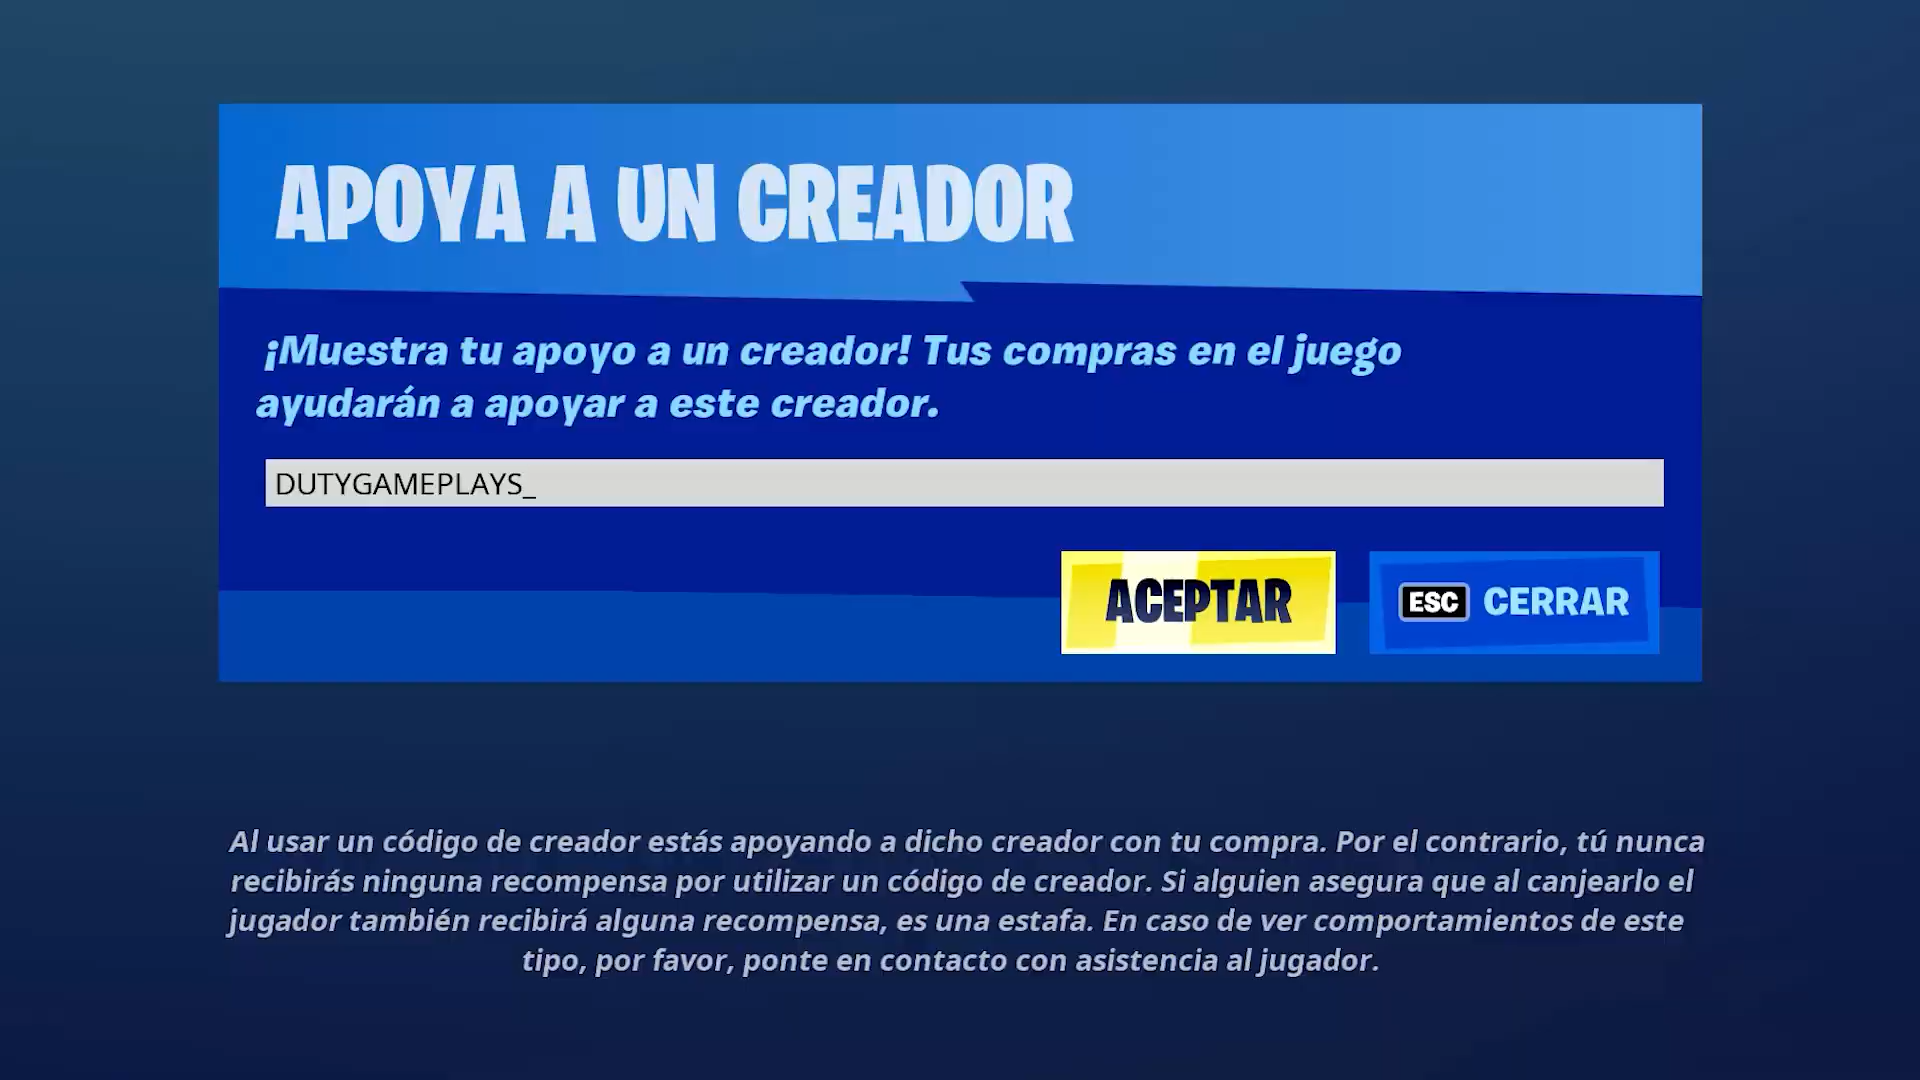 APOYA A UN CREADOR
¡Muestra tu apoyo a un creador! Tus compras en el juego
ayudarán a apoyar a este creador.
DUTYGAMEPLAYS_
ACEPTAR
ESC CERRAR
Al usar un código de creador estás apoyando a dicho creador con tu compra. Por el contrario, tú nunca
recibirás ninguna recompensa por utilizar un código de creador. Si alguien asegura que al canjearlo el
jugador también recibirá alguna recompensa, es una estafa. En caso de ver comportamientos de este
tipo, por favor, ponte en contacto con asistencia al jugador.